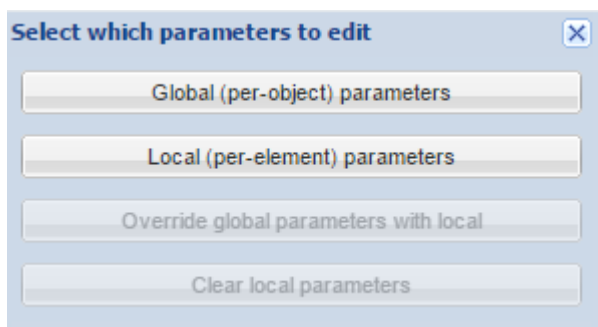 Select which parameters to edit
Global (per-object) parameters
Local (per-element) parameters
Override global parameters with local
Clear local parameters